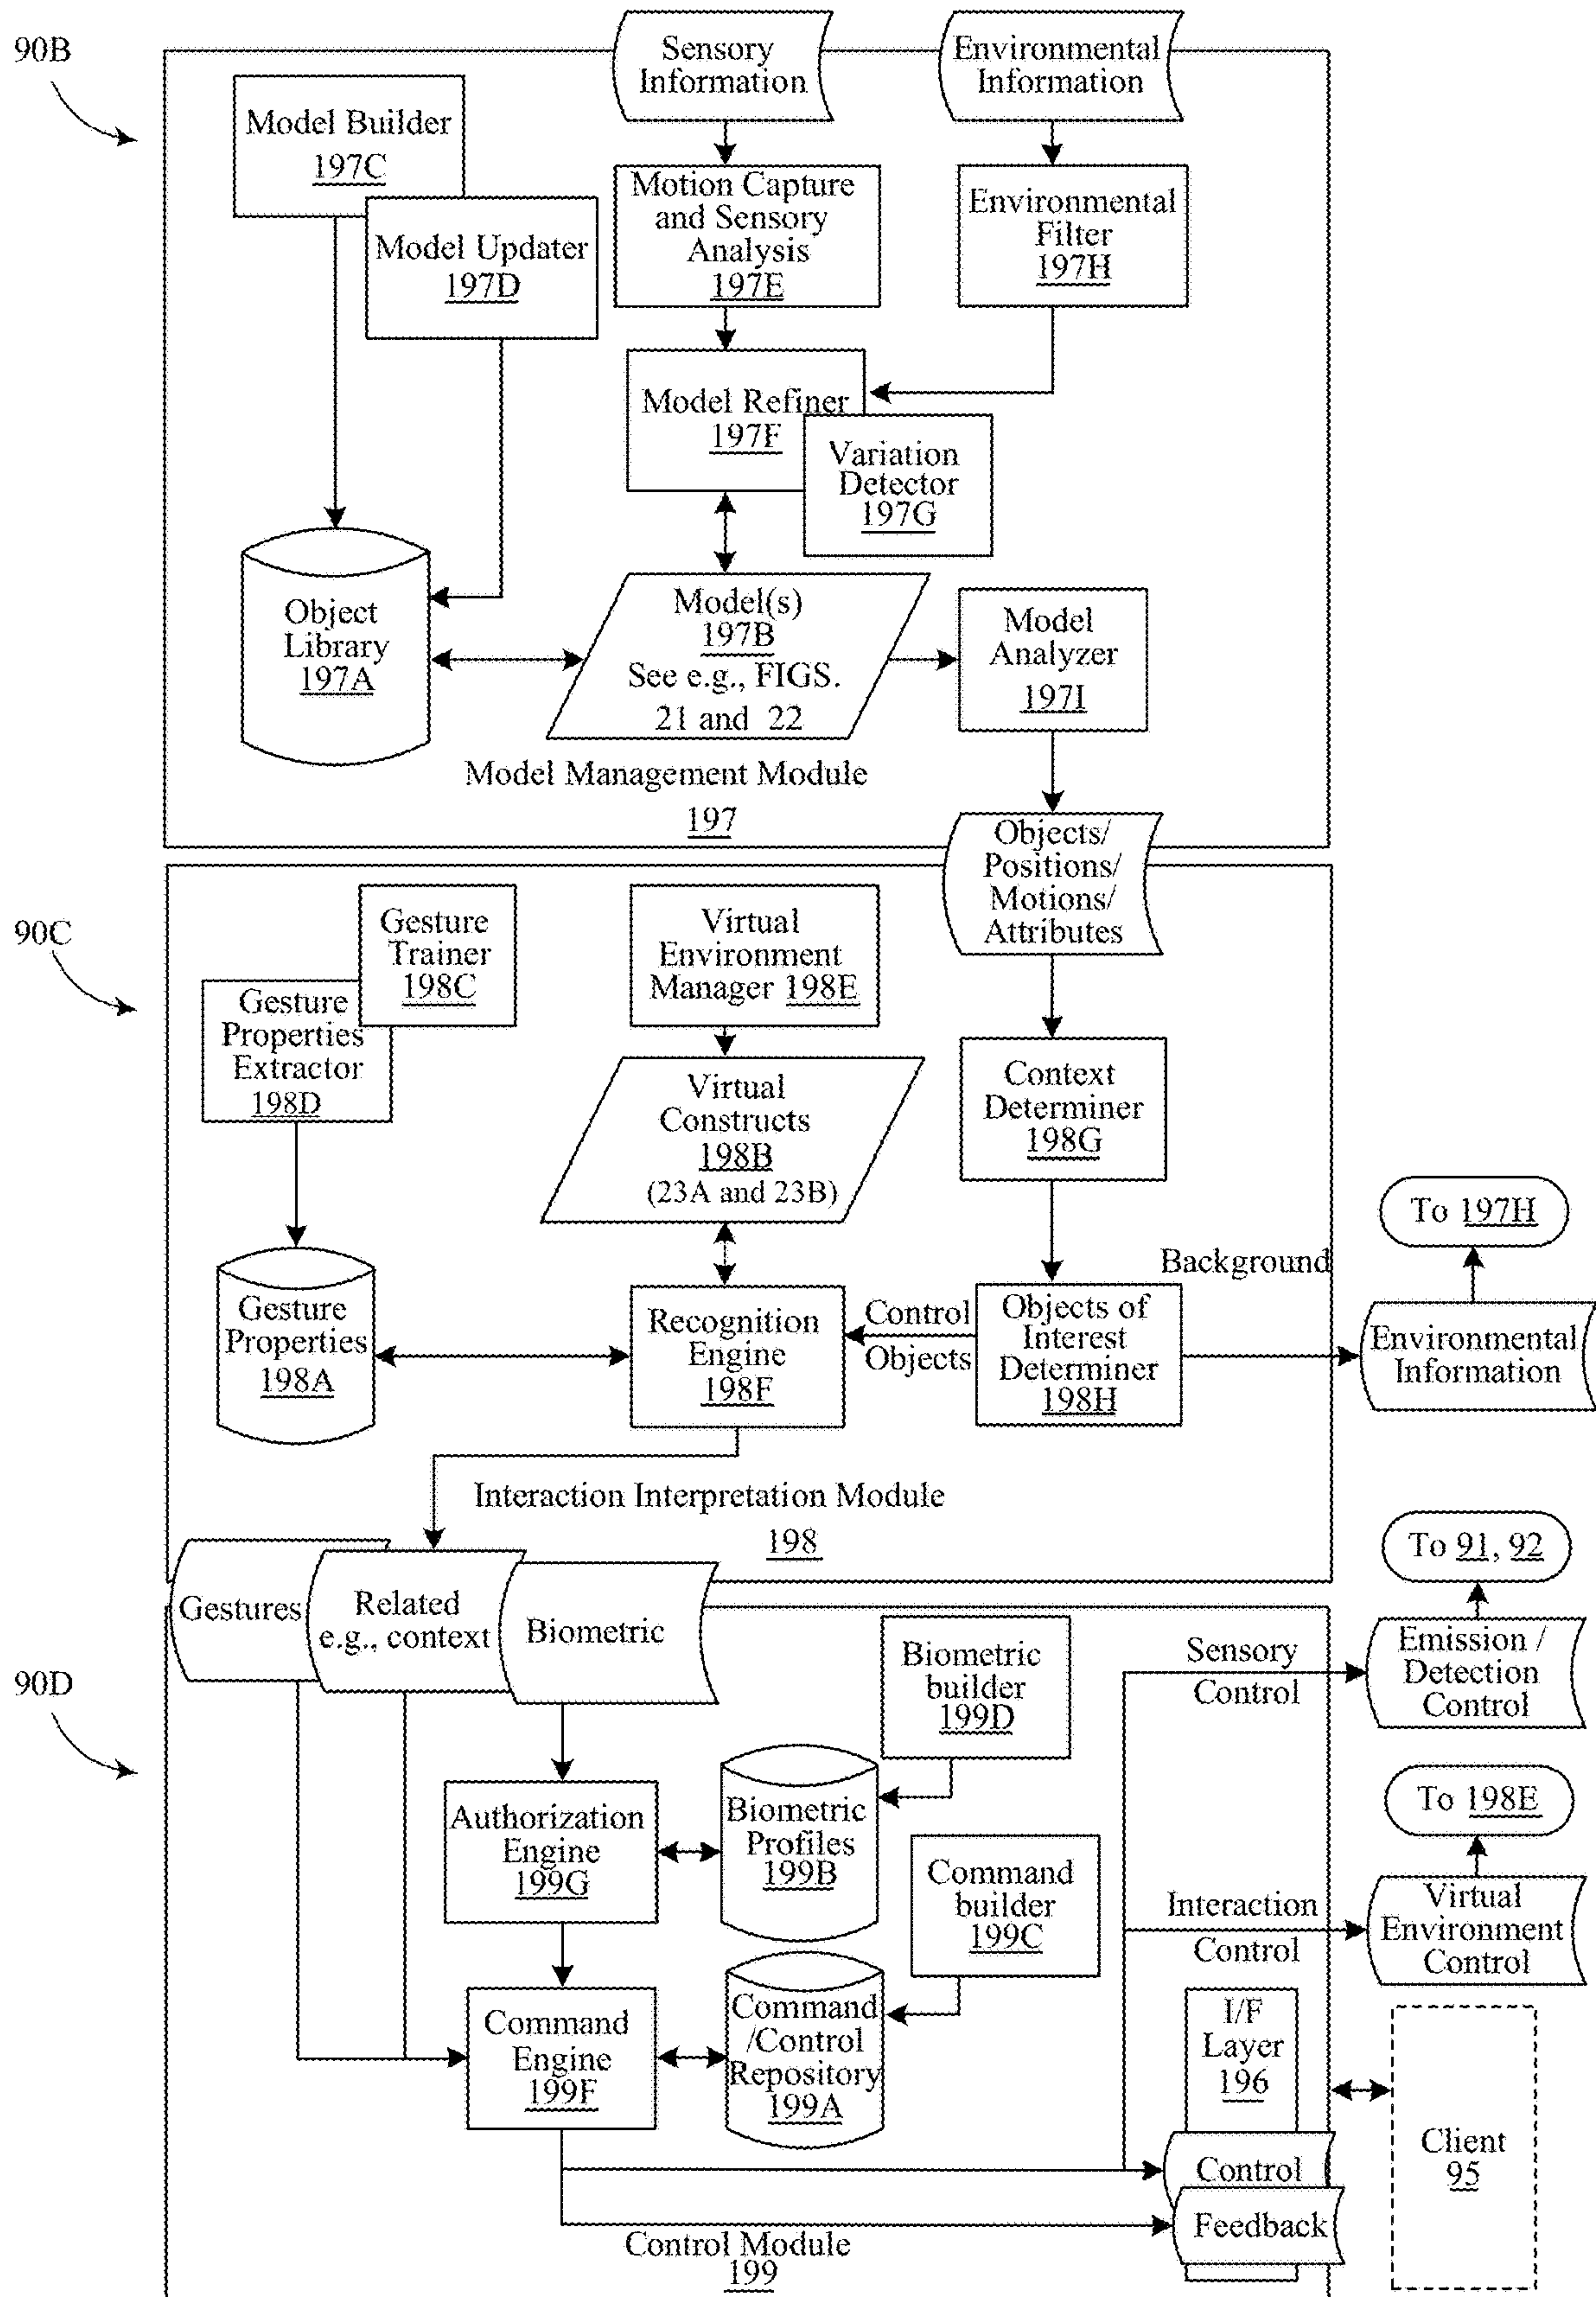 90B
Sensory
Information
Environmental
Information
Model Builder
197C
Model Updater
197D
Motion Capture
and Sensory
Analysis
197E
Environmental
Filter
197H
Model Refiner
197F
Variation
Detector
197G
Object
Library
197A
Model(s)
197B
See e.g., FIGS.
21 and 22
Model
Analyzer
197I
Model Management Module
197
Objects/
Positions/
Motions/
Attributes
90C
Gesture
Trainer
198C
Gesture
Properties
Extractor
198D
Virtual
Environment
Manager 198E
Virtual
Constructs
198B
(23A and 23B)
Context
Determiner
198G
To 197H
Background
Gesture
Properties
198A
Recognition
Engine
198F
Control
Objects
Objects of
Interest
Determiner
198H
Environmental
Information
Interaction Interpretation Module
198
To 91, 92
Gestures
Related
e.g., context
Biometric
90D
Biometric
builder
199D
Sensory
Control
Emission /
Detection
Control
Authorization
Engine
199G
Biometric
Profiles
199B
To 198E
Command
builder
199C
Interaction
Control
Virtual
Environment
Control
Command
Engine
199F
Command
/Control
Repository
199A
I/F
Layer
196
Client
95
Control
Feedback
Control Module
199